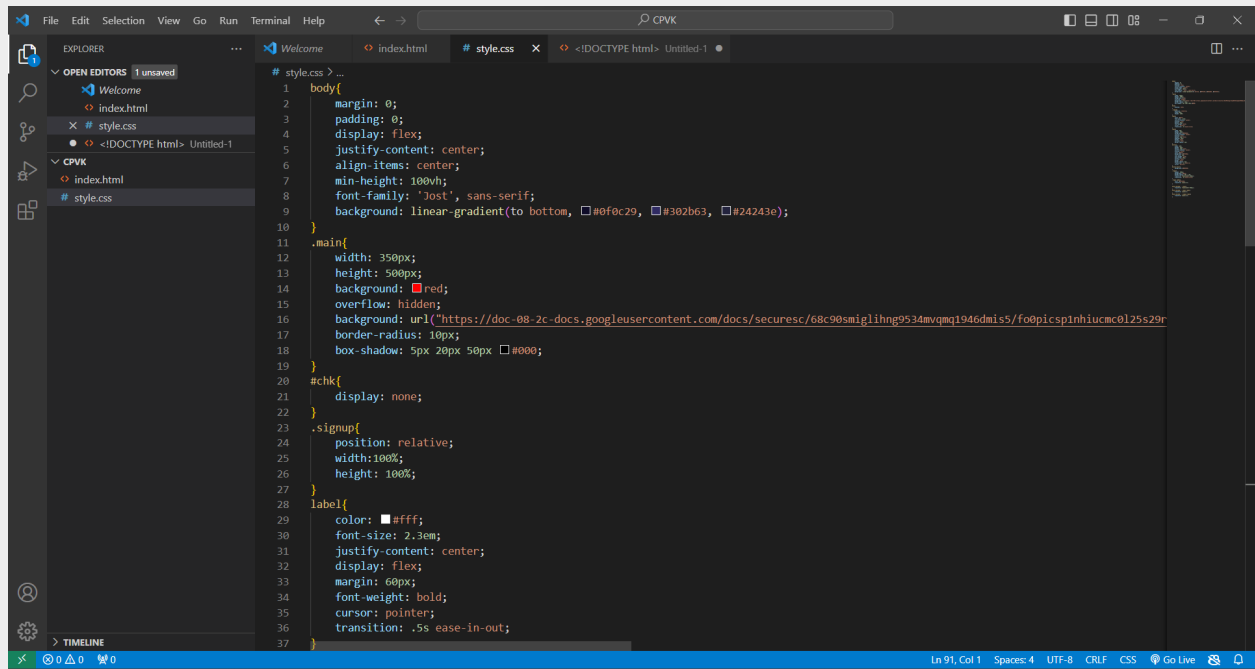 File Edit Selection View Go Run Terminal Help
CPVK
EXPLORER
Welcome
index.html
# style.css
<!DOCTYPE html> Untitled-1
1
OPEN EDITORS 1 unsaved
Welcome
index.html
# style.css
<!DOCTYPE html> Untitled-1
CPVK
index.html
# style.css
# style.css > ...
1 body{
2 margin: 0;
3 padding: 0;
4 display: flex;
5 justify-content: center;
6 align-items: center;
7 min-height: 100vh;
8 font-family: 'Jost', sans-serif;
9 background: linear-gradient(to bottom, #0f0c29, #302b63, #24243e);
10 }
11 .main{
12 width: 350px;
13 height: 500px;
14 background: red;
15 overflow: hidden;
16 background: url("https://doc-08-2c-docs.googleusercontent.com/docs/securesc/68c90smiglihng9534mvqmq1946dmis5/fo0picsp1nhiucmc0l25s29r
17 border-radius: 10px;
18 box-shadow: 5px 20px 50px #000;
19 }
20 #chk{
21 display: none;
22 }
23 .signup{
24 position: relative;
25 width:100%;
26 height: 100%;
27 }
28 label{
29 color: #fff;
30 font-size: 2.3em;
31 justify-content: center;
32 display: flex;
33 margin: 60px;
34 font-weight: bold;
35 cursor: pointer;
36 transition: .5s ease-in-out;
37 }
TIMELINE
0 0 0
Ln 91, Col 1 Spaces: 4 UTF-8 CRLF CSS Go Live